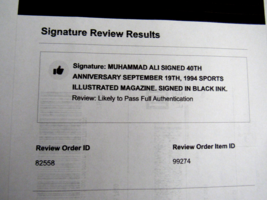 Signature Review Results
Signature: MUHAMMAD ALI SIGNED 40TH
ANNIVERSARY SEPTEMBER 19TH, 1994 SPORTS
ILLUSTRATED MAGAZINE. SIGNED IN BLACK INK.
Review: Likely to Pass Full Authentication
Review Order ID
Review Order Item ID
82558
99274